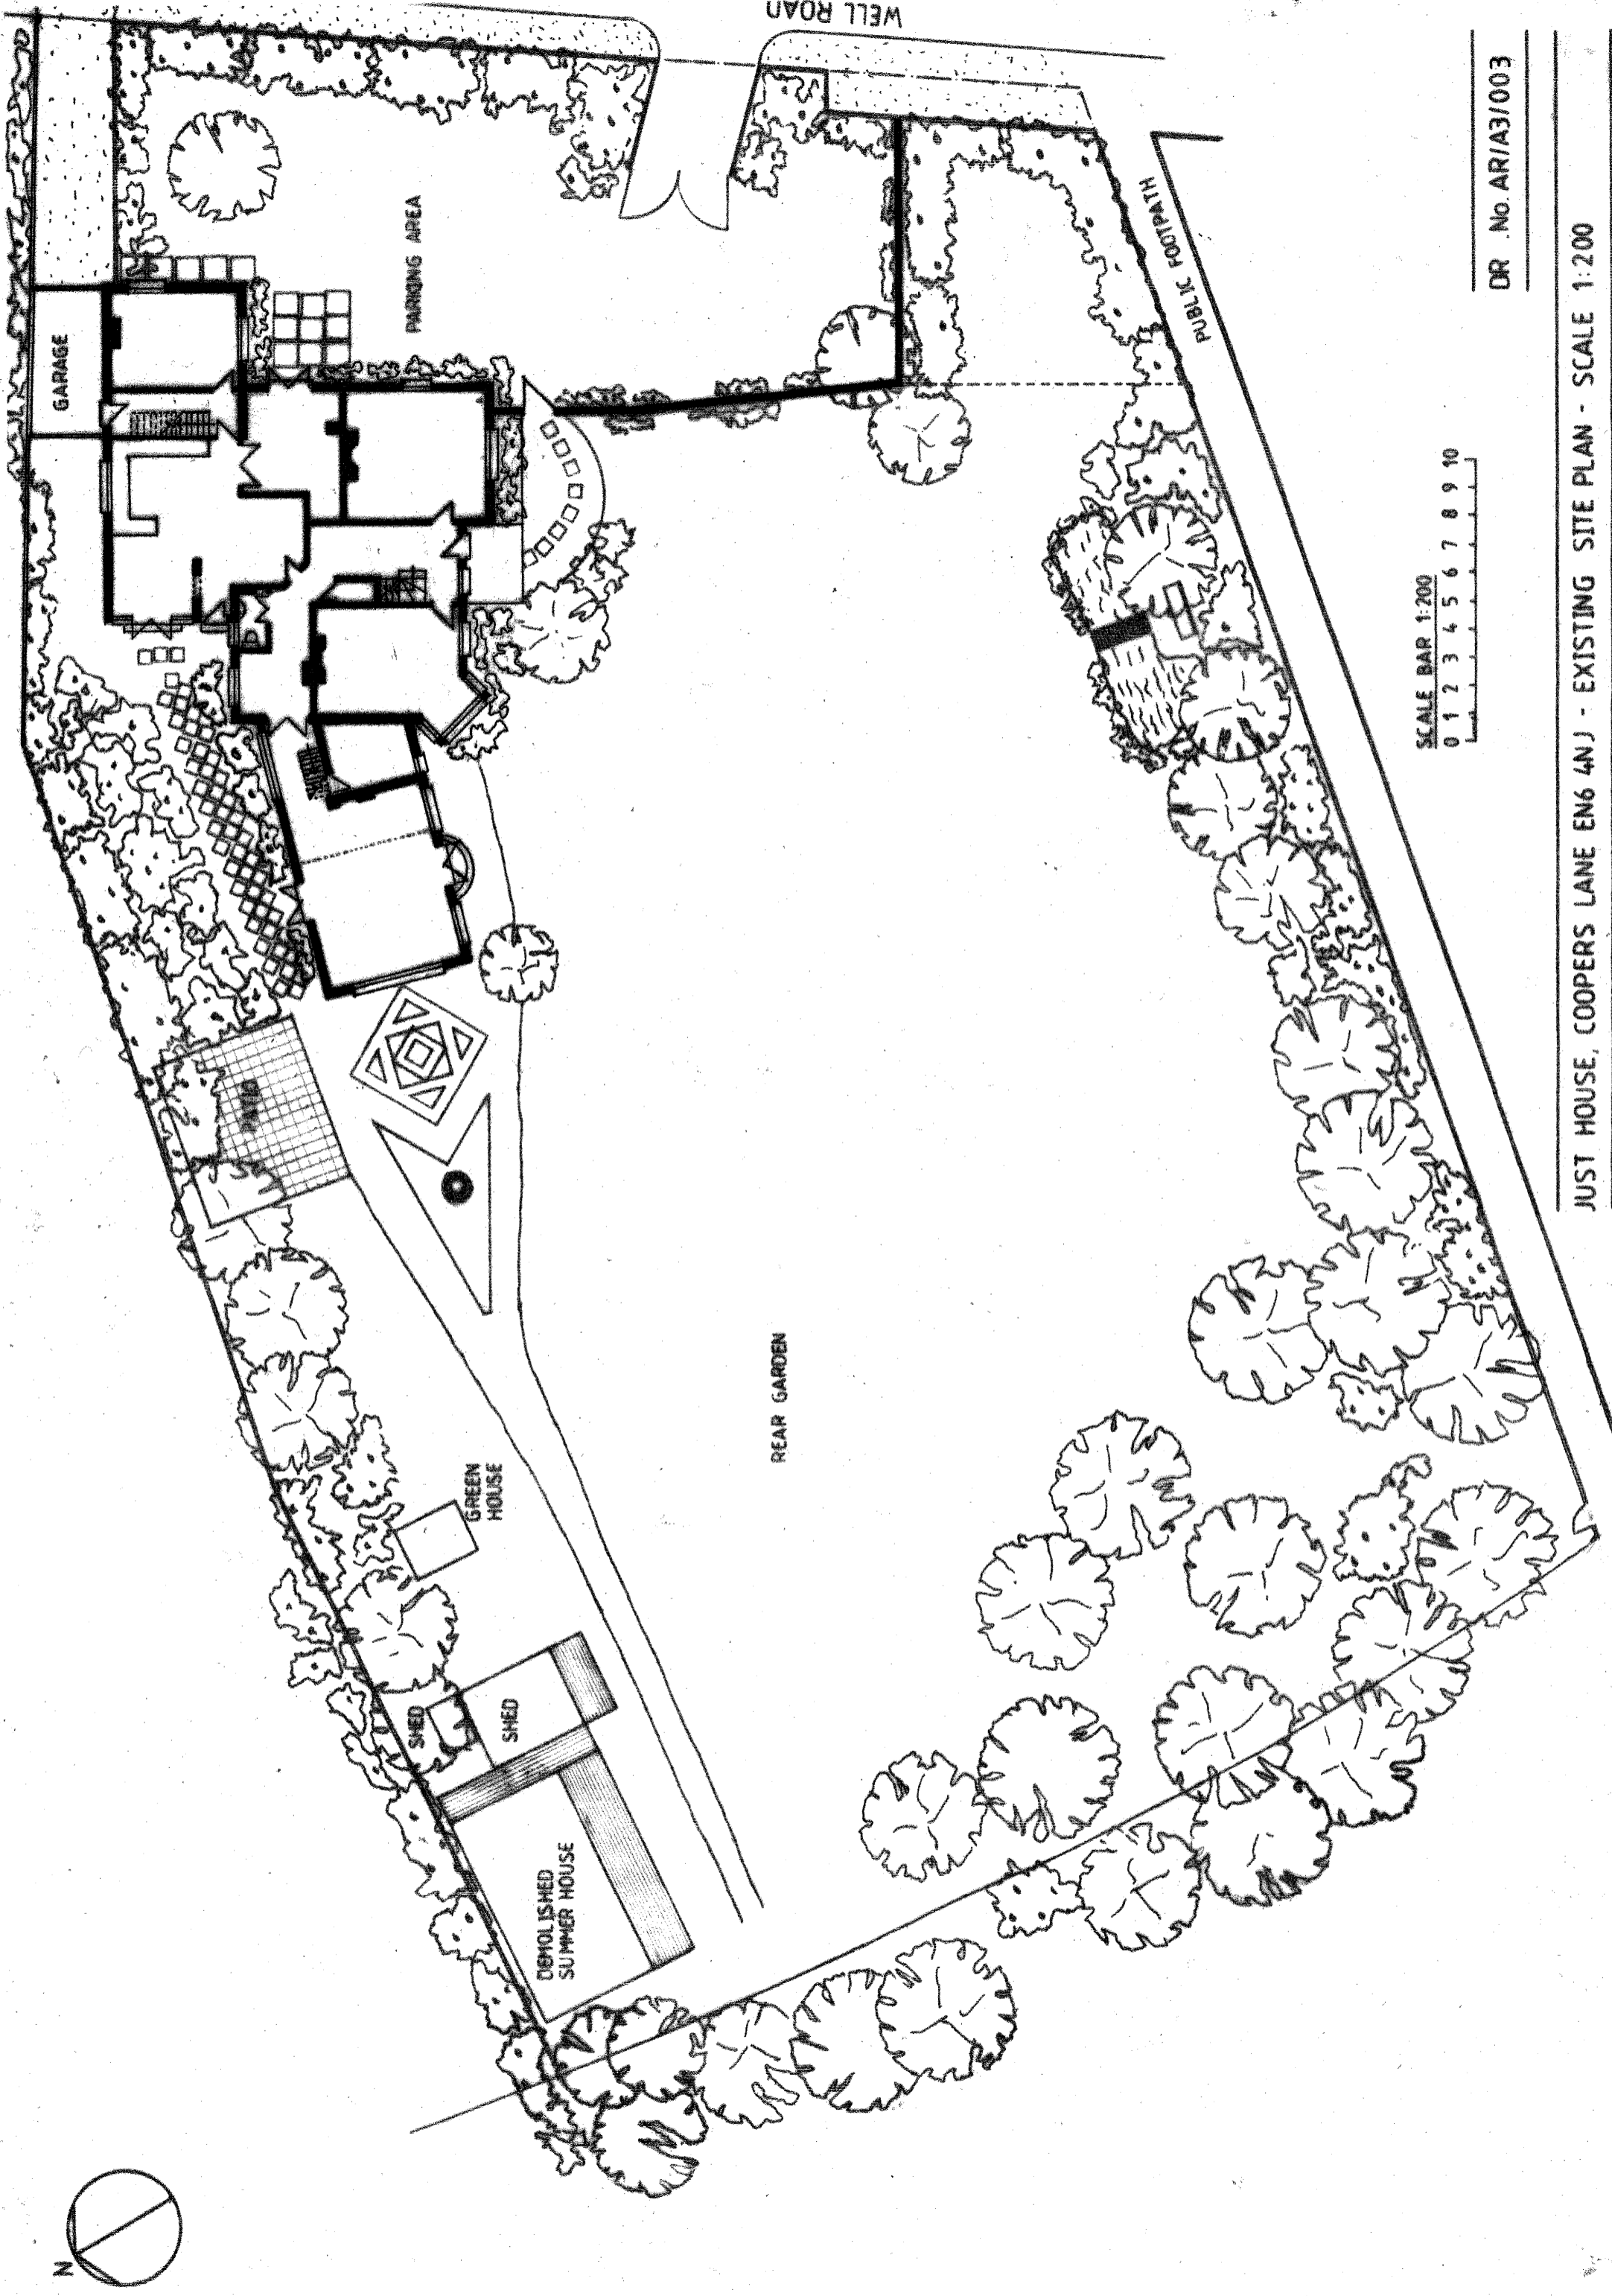 WELL ROAD
GARAGE
PARKING AREA
PUBLIC FOOTPATH
PATIO
REAR GARDEN
GREEN
HOUSE
SHED
SHED
DEMOLISHED
SUMMER HOUSE
N
SCALE BAR 1:200
0 1 2 3 4 5 6 7 8 9 10
DR .No. AR/A3/003
JUST HOUSE, COOPERS LANE EN6 4NJ - EXISTING SITE PLAN - SCALE 1:200